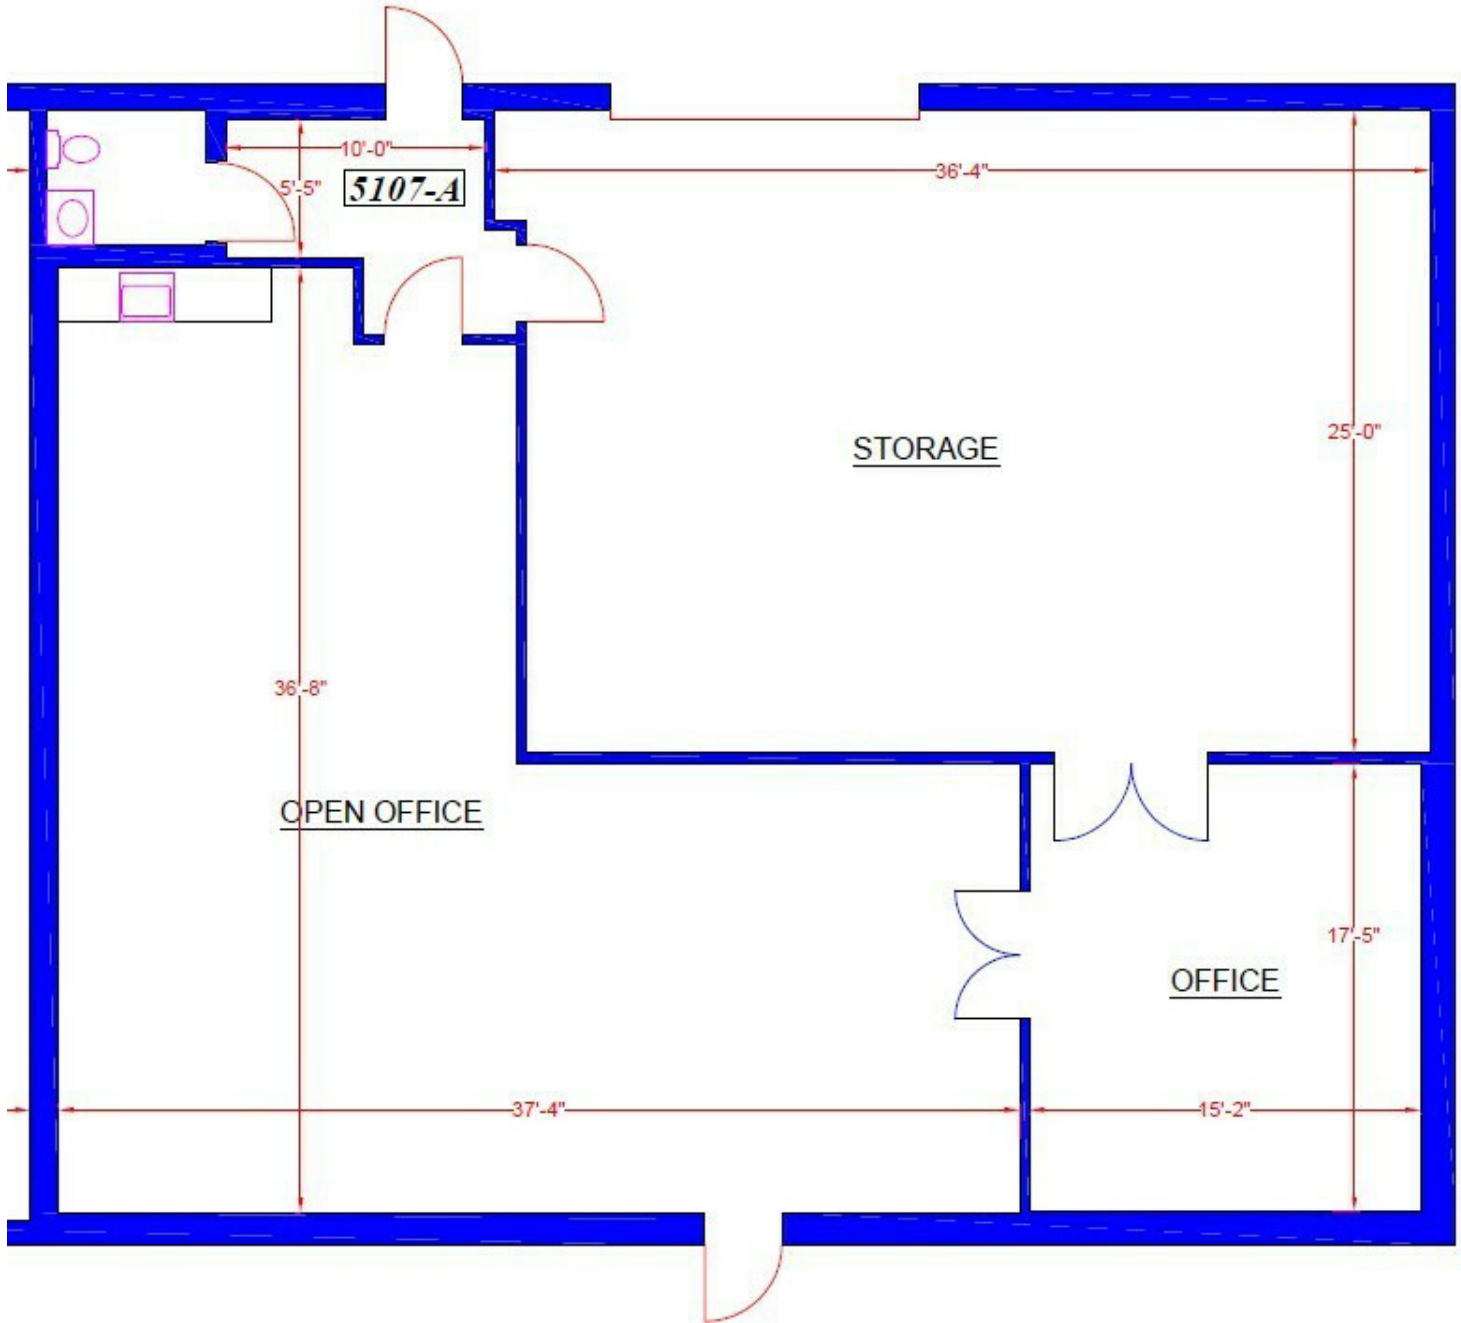 10'-0"
36'-4"
5'-5"
5107-A
25'-0"
STORAGE
36'-8"
OPEN OFFICE
17'-5"
OFFICE
37'-4"
15'-2"